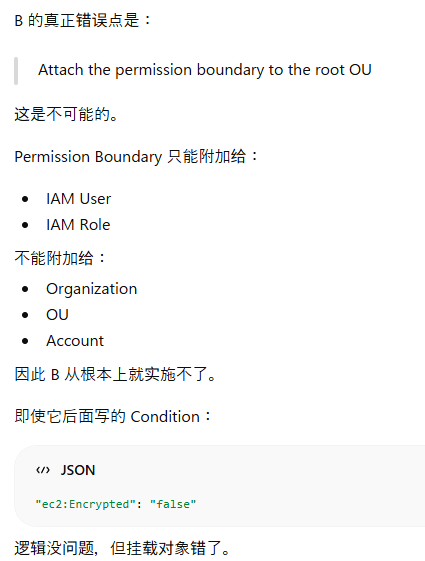 B 的真正错误点是：
Attach the permission boundary to the root OU
这是不可能的。
Permission Boundary 只能附加给：
• IAM User
• IAM Role
不能附加给：
• Organization
• OU
• Account
因此 B 从根本上就实施不了。
即使它后面写的 Condition：
</> JSON
"ec2:Encrypted": "false"
逻辑没问题，但挂载对象错了。